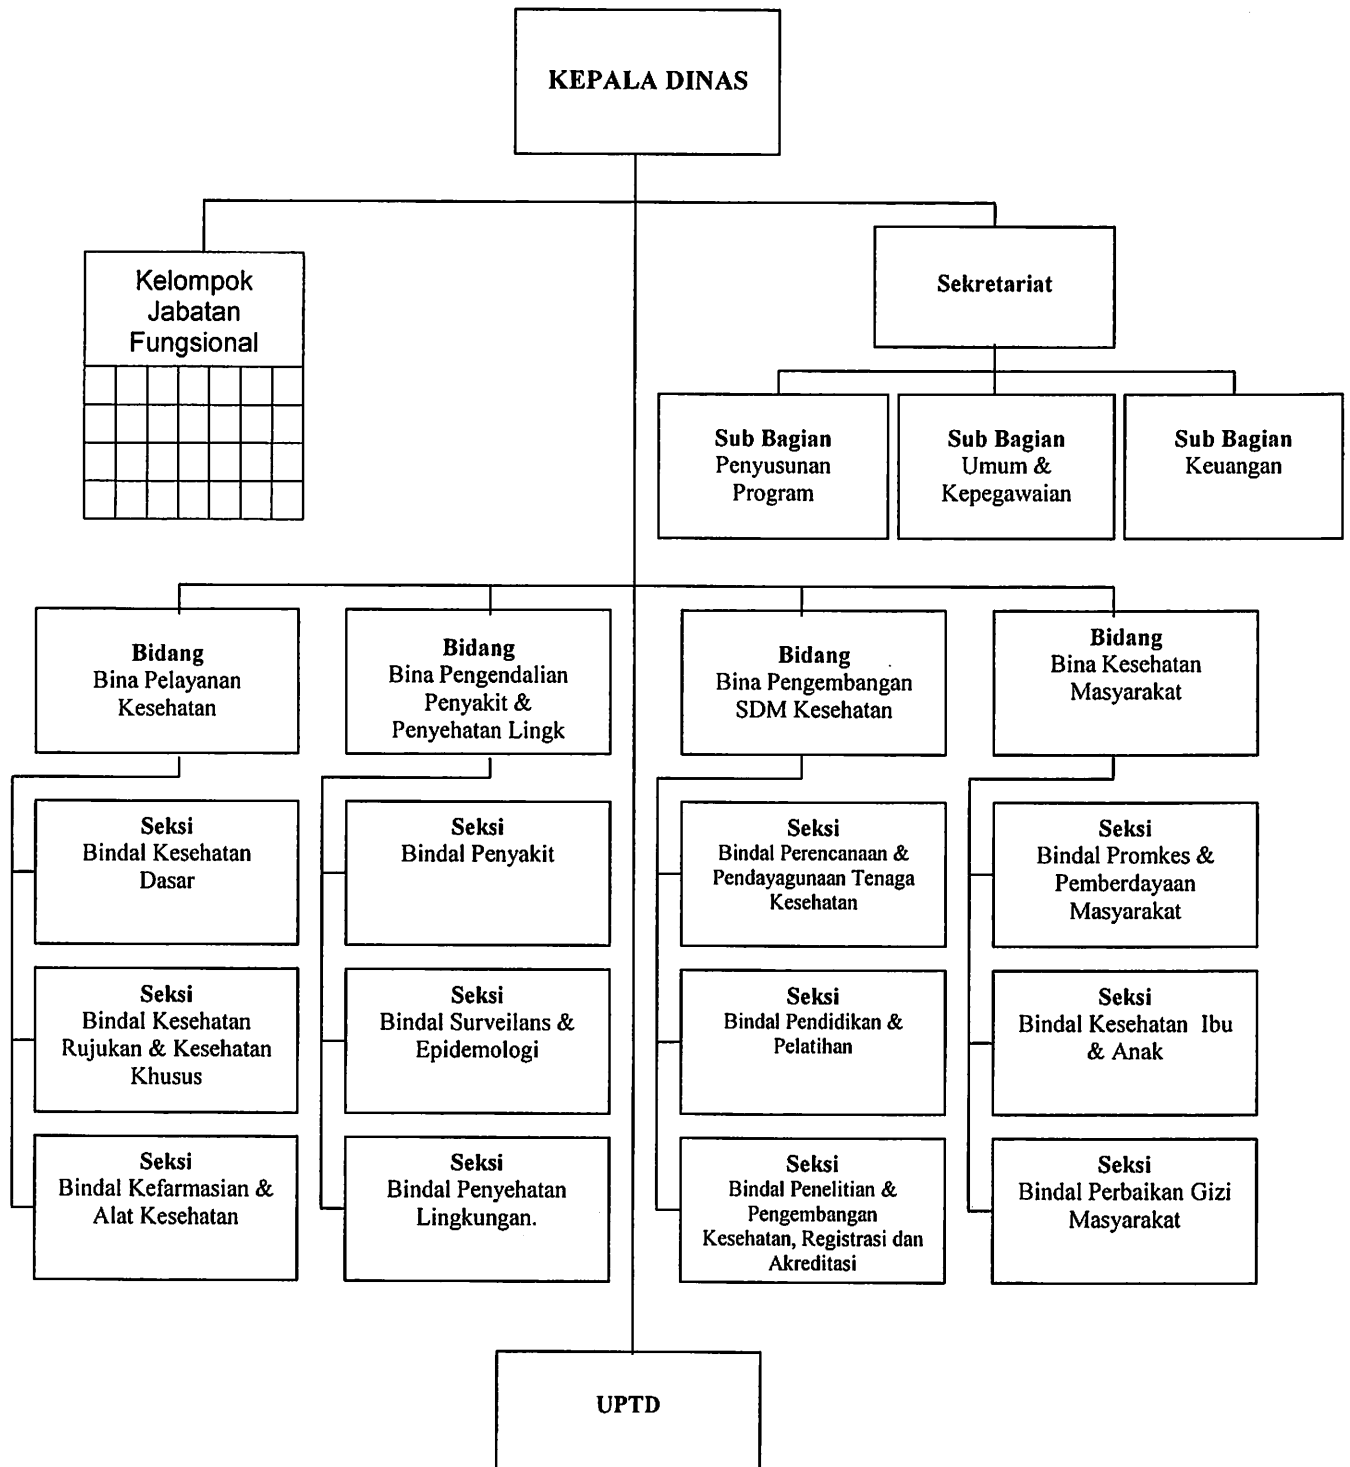 KEPALA DINAS
Kelompok
Jabatan
Fungsional
Sekretariat
Sub Bagian
Penyusunan
Program
Sub Bagian
Umum &
Kepegawaian
Sub Bagian
Keuangan
Bidang
Bina Pelayanan
Kesehatan
Bidang
Bina Pengendalian
Penyakit &
Penyehatan Lingk
Bidang
Bina Pengembangan
SDM Kesehatan
Bidang
Bina Kesehatan
Masyarakat
Seksi
Bindal Kesehatan
Dasar
Seksi
Bindal Penyakit
Seksi
Bindal Perencanaan &
Pendayagunaan Tenaga
Kesehatan
Seksi
Bindal Promkes &
Pemberdayaan
Masyarakat
Seksi
Bindal Kesehatan
Rujukan & Kesehatan
Khusus
Seksi
Bindal Surveilans &
Epidemologi
Seksi
Bindal Pendidikan &
Pelatihan
Seksi
Bindal Kesehatan Ibu
& Anak
Seksi
Bindal Kefarmasian &
Alat Kesehatan
Seksi
Bindal Penyehatan
Lingkungan.
Seksi
Bindal Penelitian &
Pengembangan
Kesehatan, Registrasi dan
Akreditasi
Seksi
Bindal Perbaikan Gizi
Masyarakat
UPTD